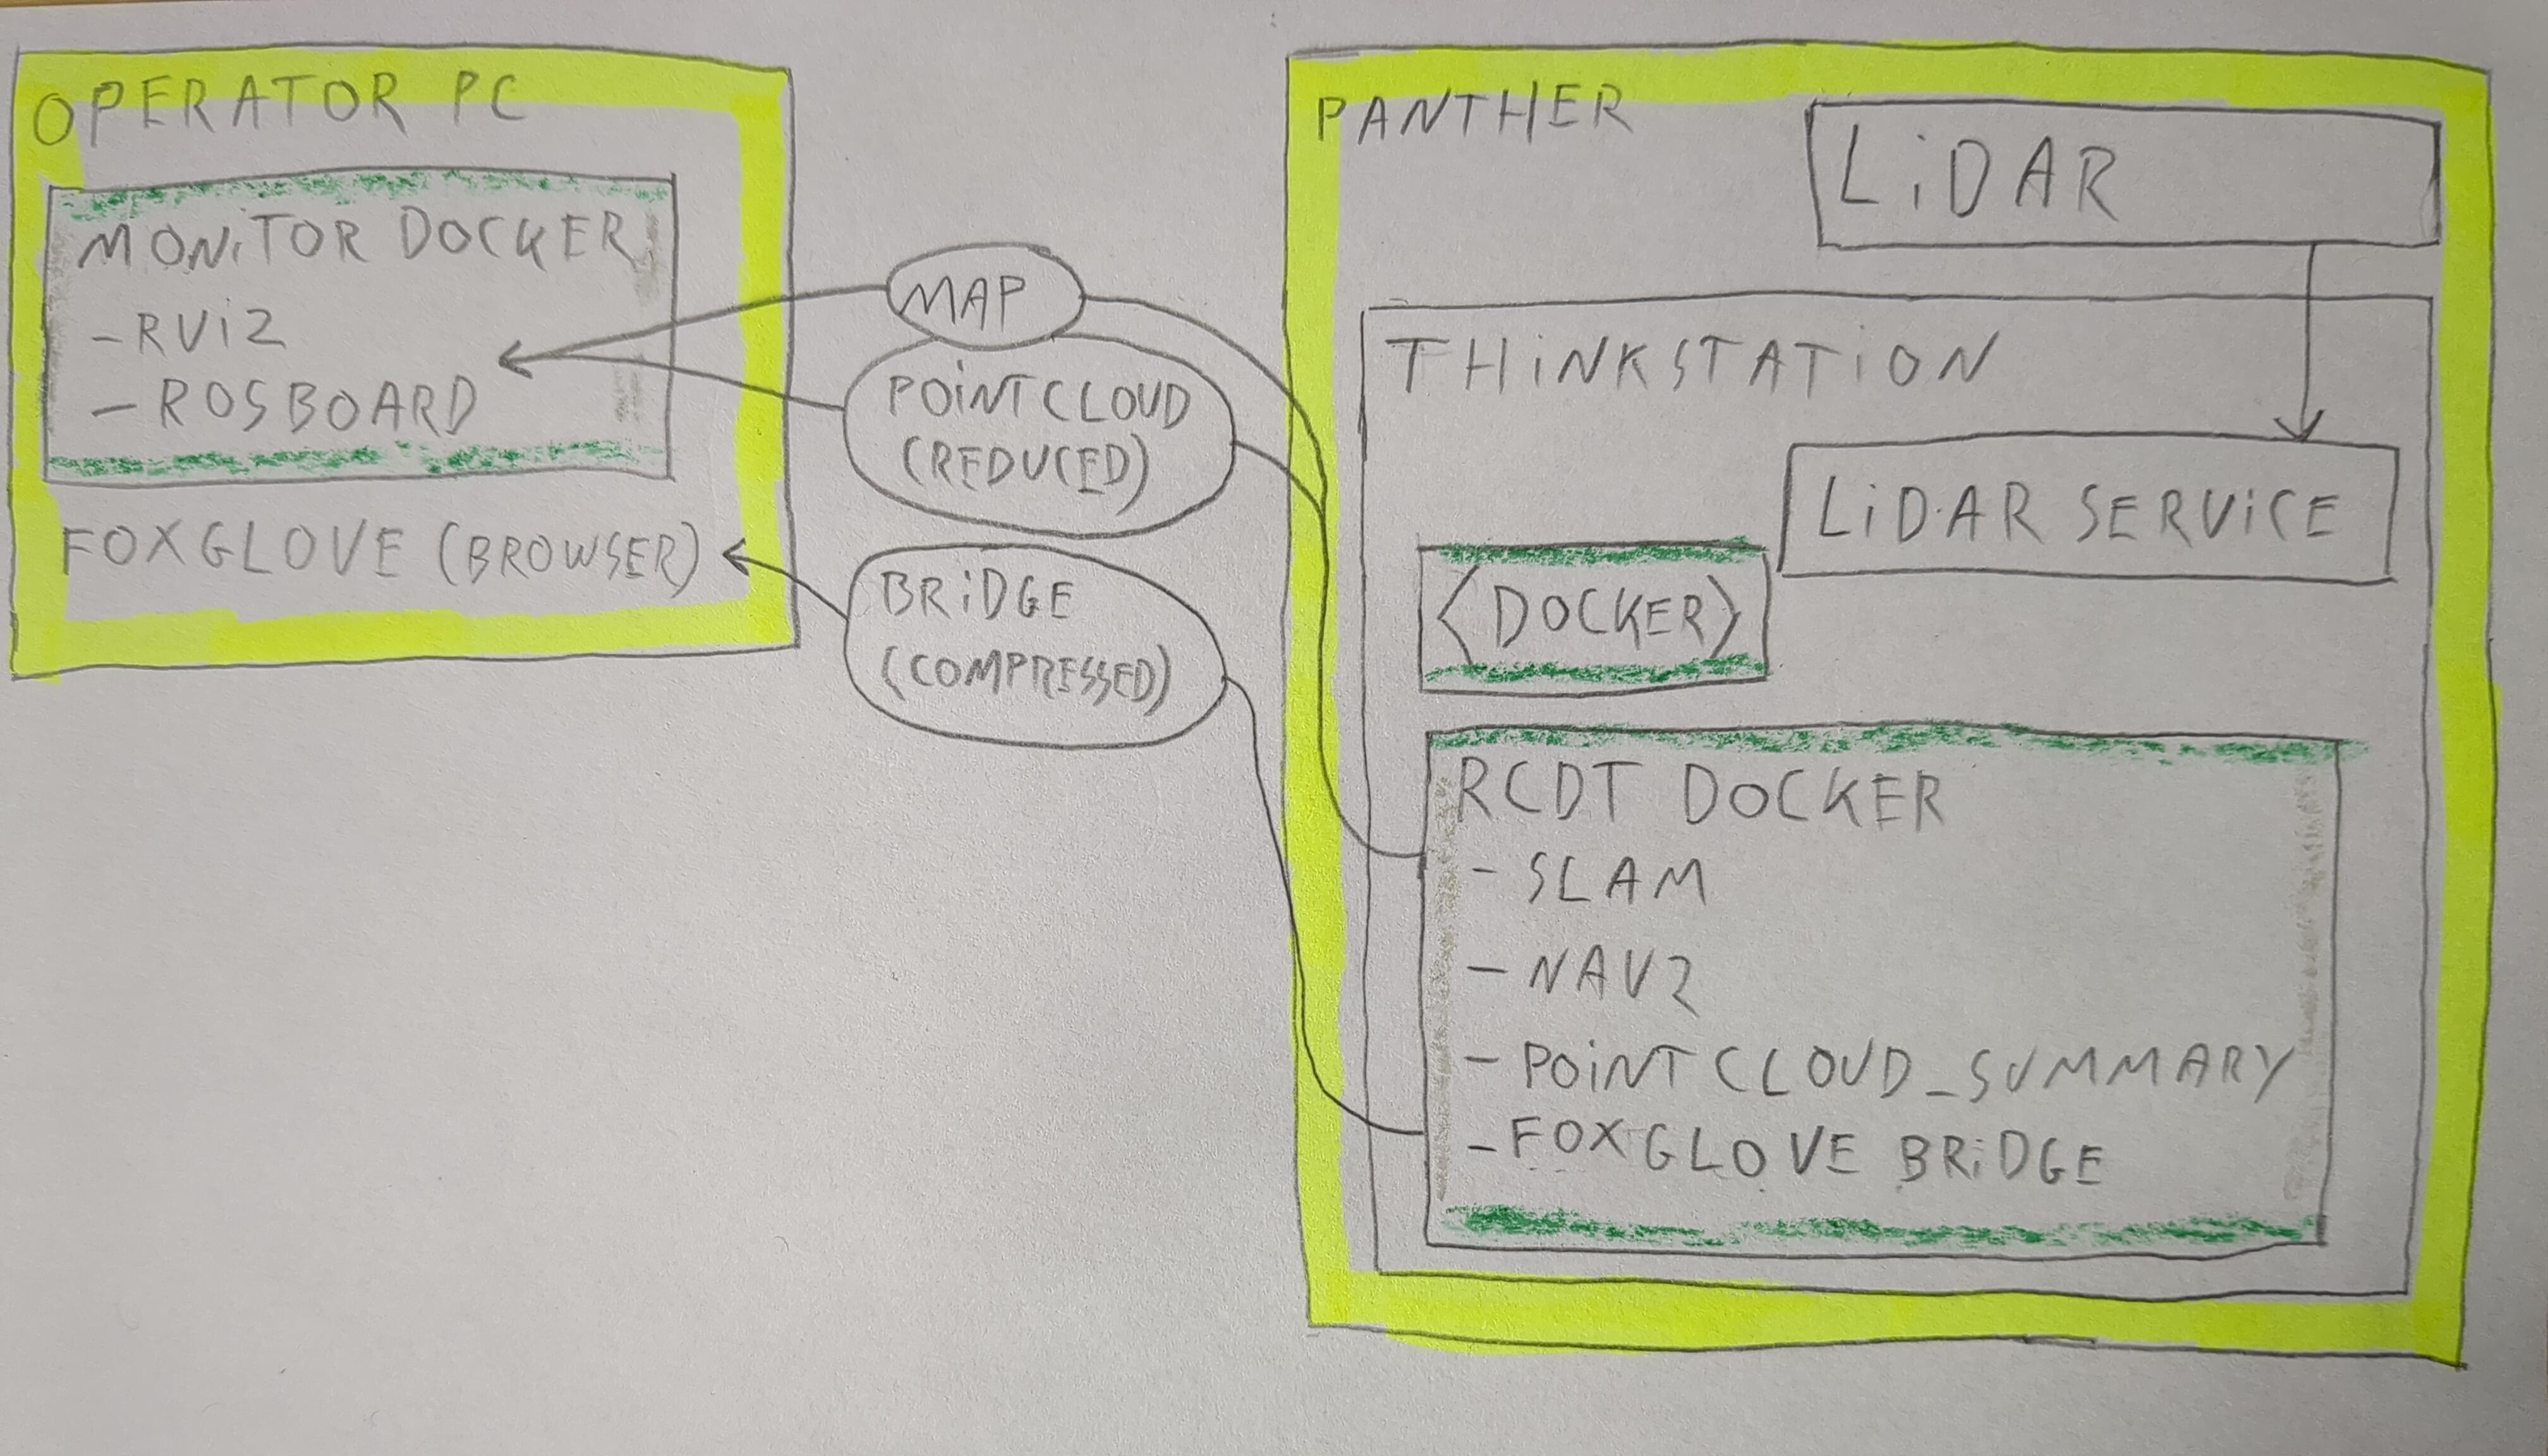 OPERATOR PC
MONiTOR DOCKER
- RViZ
- ROSBOARD
FOXGLOVE (BROWSER)
MAP
POiNTCLOUD
(REDUCED)
BRiDGE
(COMPRESSED)
PANTHER
LiDAR
THiNKSTATiON
LiDAR SERViCE
<DOCKER>
RCDT DOCKER
- SLAM
- NAV2
- POiNTCLOUD_SUMMARY
- FOXGLOVE BRiDGE